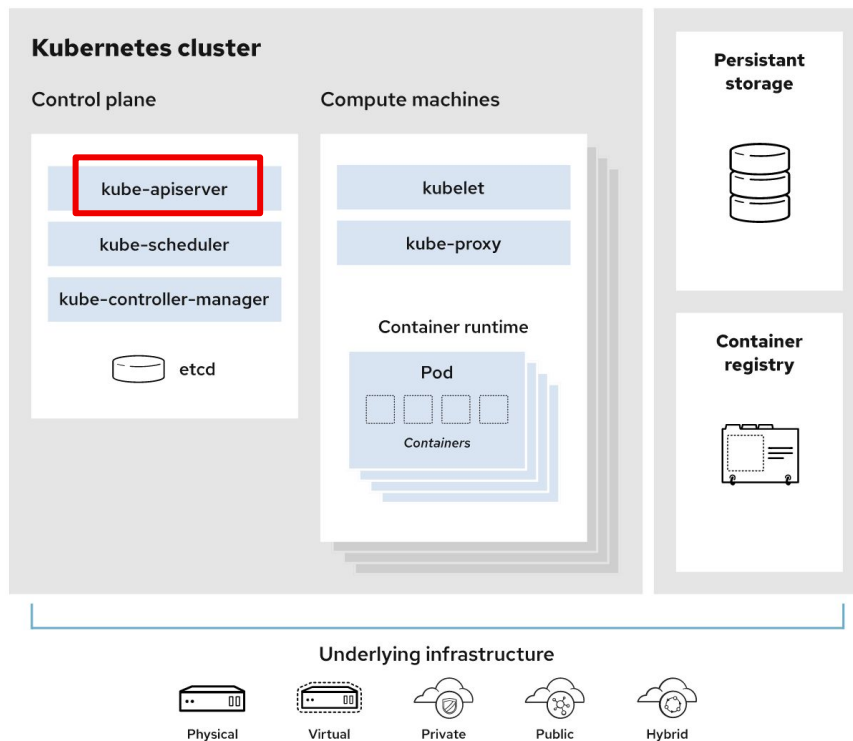 Kubernetes cluster
Control plane
kube-apiserver
kube-scheduler
kube-controller-manager
etcd
Compute machines
kubelet
kube-proxy
Container runtime
Pod
Containers
Persistant
storage
Container
registry
Underlying infrastructure
Physical
Virtual
Private
Public
Hybrid